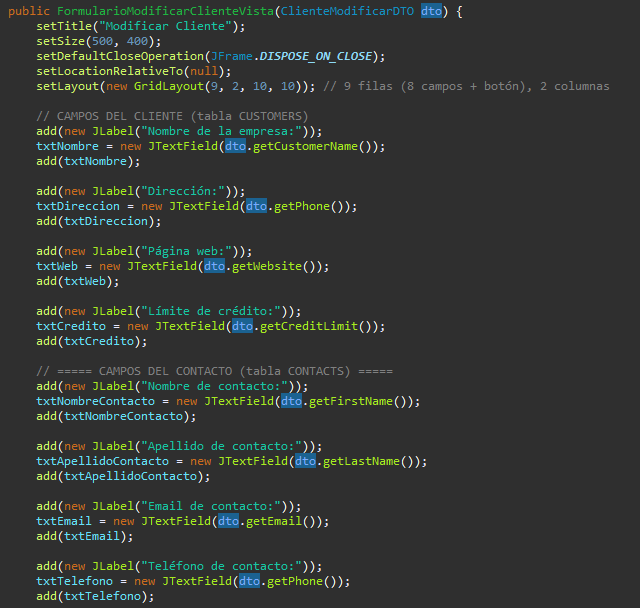 public FormularioModificarClienteVista(ClienteModificarDTO dto) {
setTitle("Modificar Cliente");
setSize(500, 400);
setDefaultCloseOperation(JFrame.DISPOSE_ON_CLOSE);
setLocationRelativeTo(null);
setLayout(new GridLayout(9, 2, 10, 10)); // 9 filas (8 campos + botón), 2 columnas
// CAMPOS DEL CLIENTE (tabla CUSTOMERS)
add(new JLabel("Nombre de la empresa:"));
txtNombre = new JTextField(dto.getCustomerName());
add(txtNombre);
add(new JLabel("Dirección:"));
txtDireccion = new JTextField(dto.getPhone());
add(txtDireccion);
add(new JLabel("Página web:"));
txtWeb = new JTextField(dto.getWebsite());
add(txtWeb);
add(new JLabel("Límite de crédito:"));
txtCredito = new JTextField(dto.getCreditLimit());
add(txtCredito);
// ===== CAMPOS DEL CONTACTO (tabla CONTACTS) =====
add(new JLabel("Nombre de contacto:"));
txtNombreContacto = new JTextField(dto.getFirstName());
add(txtNombreContacto);
add(new JLabel("Apellido de contacto:"));
txtApellidoContacto = new JTextField(dto.getLastName());
add(txtApellidoContacto);
add(new JLabel("Email de contacto:"));
txtEmail = new JTextField(dto.getEmail());
add(txtEmail);
add(new JLabel("Teléfono de contacto:"));
txtTelefono = new JTextField(dto.getPhone());
add(txtTelefono);